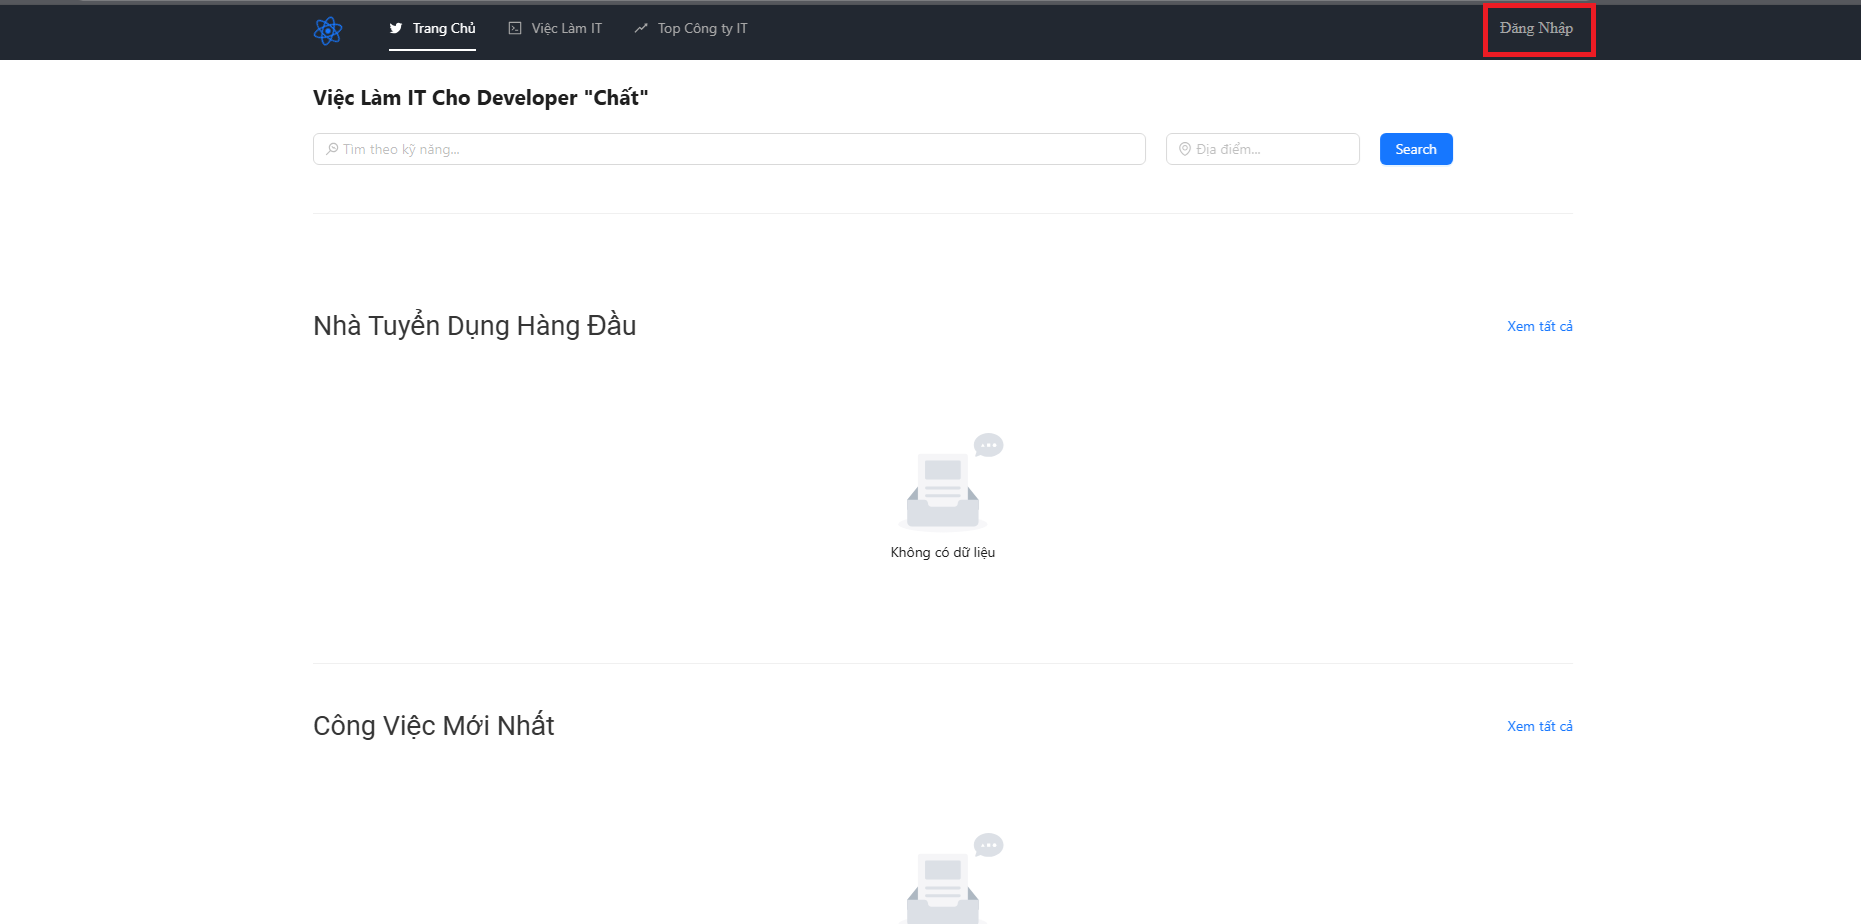 Trang Chủ Việc Làm IT Top Công ty IT Đăng Nhập
Việc Làm IT Cho Developer "Chất"
Tìm theo kỹ năng... Địa điểm... Search
Nhà Tuyển Dụng Hàng Đầu Xem tất cả
Không có dữ liệu
Công Việc Mới Nhất Xem tất cả